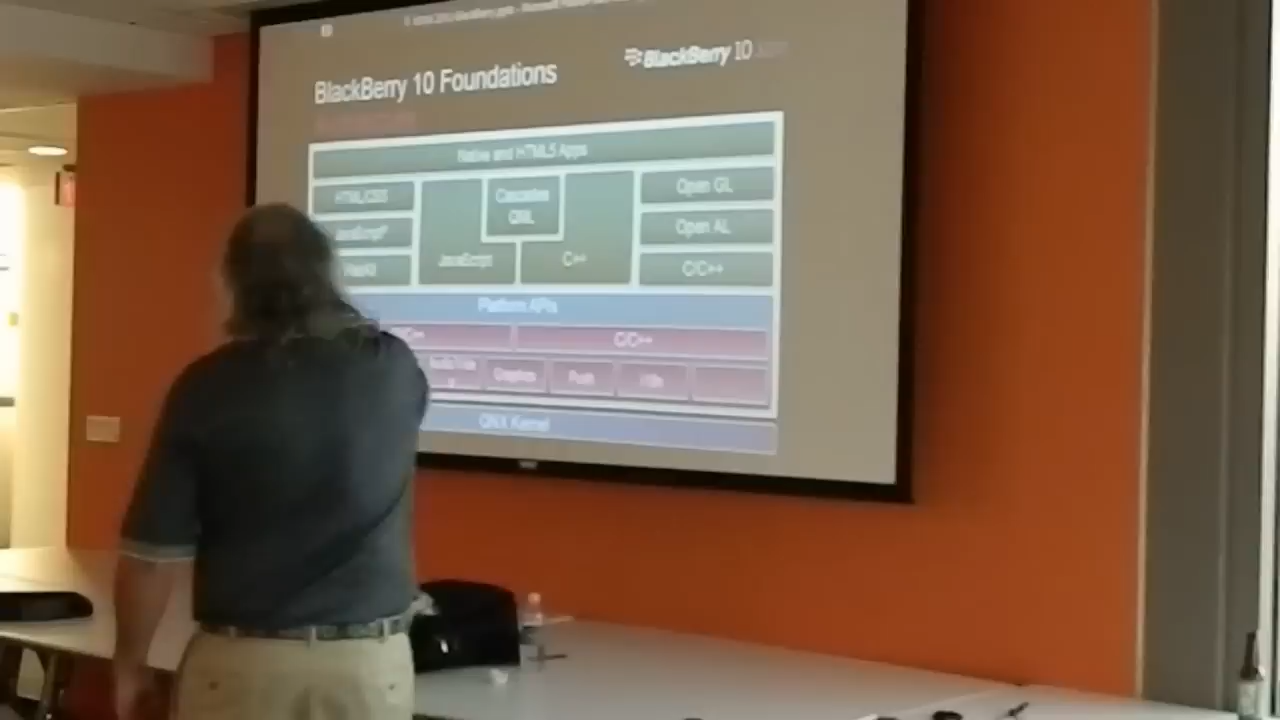 BlackBerry 10 Foundations
BlackBerry 10
Native and HTML5 Apps
HTML/CSS
JavaScript
Cascades
QML
JavaScript
C++
Open GL
Open AL
C/C++
Platform APIs
C/C++
Graphics
Push
QNX Kernel